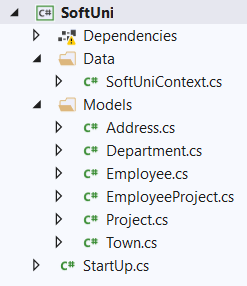 C# SoftUni
Dependencies
Data
C# SoftUniContext.cs
Models
C# Address.cs
C# Department.cs
C# Employee.cs
C# EmployeeProject.cs
C# Project.cs
C# Town.cs
C# StartUp.cs